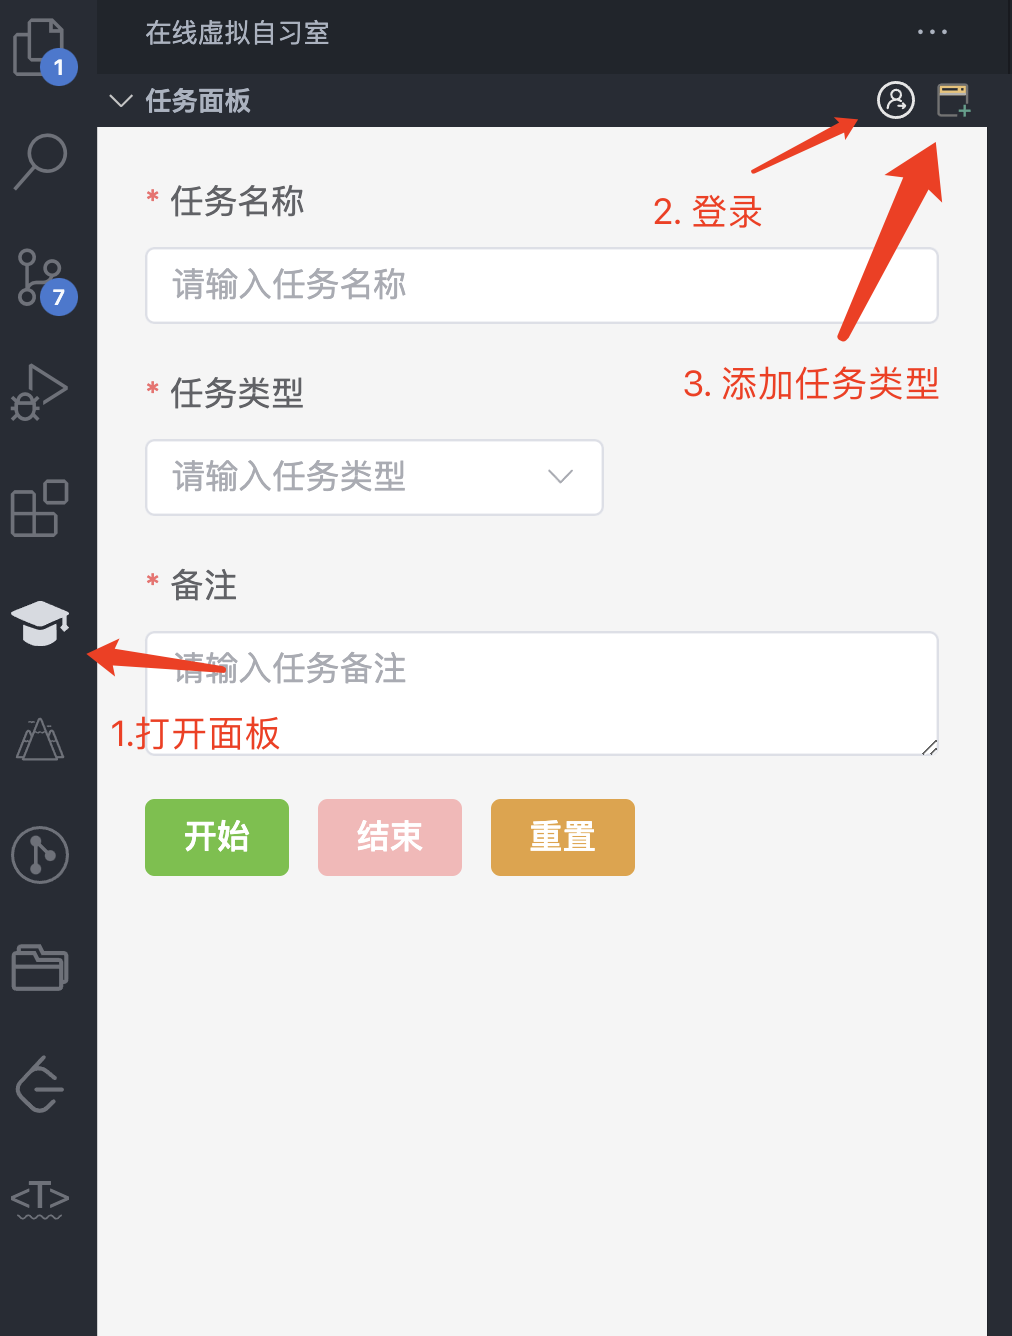 在线虚拟自习室
1
任务面板
* 任务名称
2. 登录
请输入任务名称
7
* 任务类型
3. 添加任务类型
请输入任务类型
* 备注
请输入任务备注
1.打开面板
开始
结束
重置
<T>